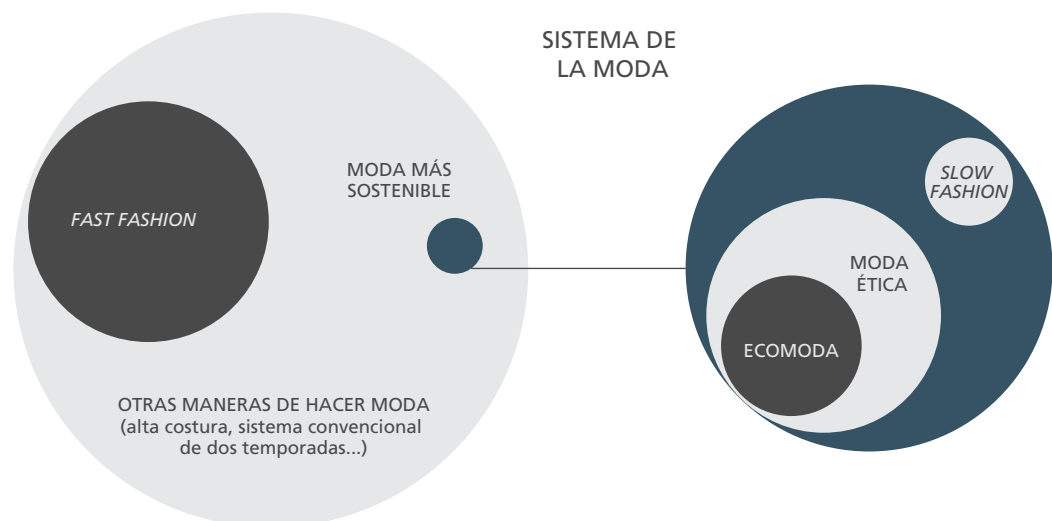 SISTEMA DE
LA MODA
FAST FASHION
MODA MÁS
SOSTENIBLE
OTRAS MANERAS DE HACER MODA
(alta costura, sistema convencional
de dos temporadas...)
SLOW
FASHION
MODA
ÉTICA
ECOMODA